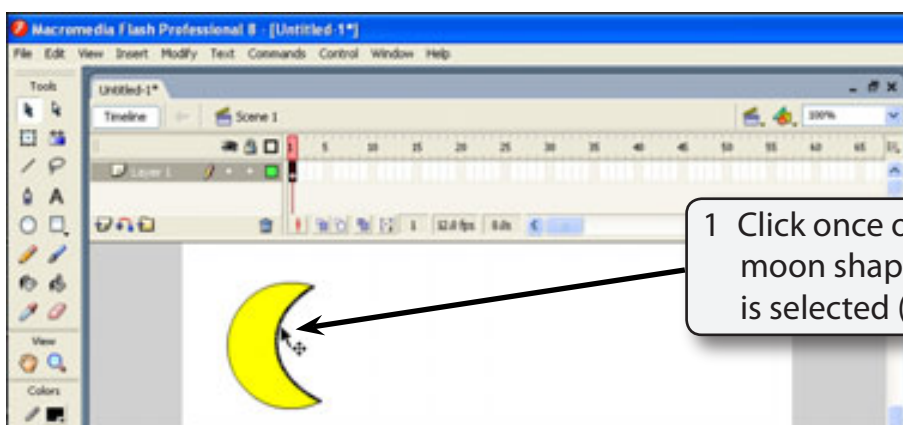 Macromedia Flash Professional 8 - [Untitled-1*]
File Edit View Insert Modify Text Commands Control Window Help
Tools
Untitled-1*
Timeline Scene 1 100%
1 5 10 15 20 25 30 35 40 45 50 55 60 65
Layer 1
1 12.0 fps 0.0s
1 Click once o
moon shap
is selected (
View
Colors